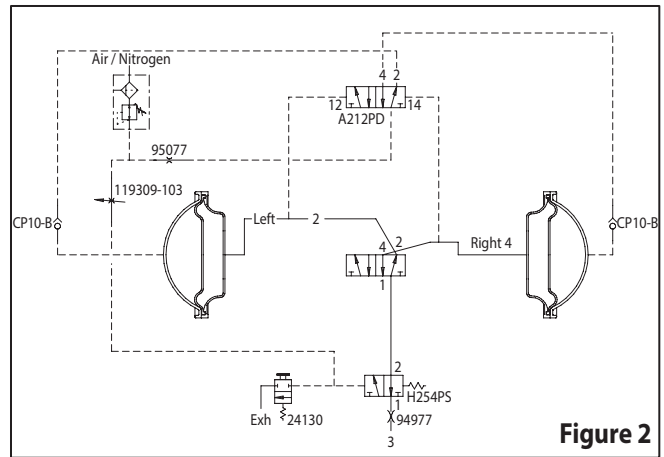 4 2
Air / Nitrogen
12 14
A212PD
95077
119309-103
CP10-B
CP10-B
Left 2
4 2
Right 4
1
2
H254PS
1
94977
Exh 24130
3
Figure 2